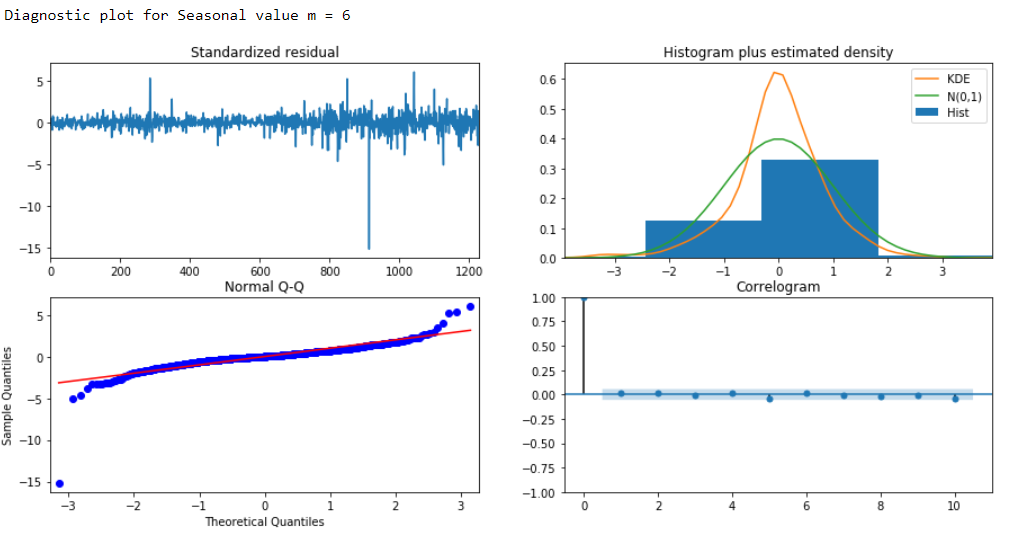 Diagnostic plot for Seasonal value m = 6
Standardized residual
5
0
−5
−10
−15
0 200 400 600 800 1000 1200
Histogram plus estimated density
KDE
N(0,1)
Hist
0.6
0.5
0.4
0.3
0.2
0.1
0.0
−3 −2 −1 0 1 2 3
Normal Q-Q
Sample Quantiles
5
0
−5
−10
−15
−3 −2 −1 0 1 2 3
Theoretical Quantiles
Correlogram
1.00
0.75
0.50
0.25
0.00
−0.25
−0.50
−0.75
−1.00
0 2 4 6 8 10